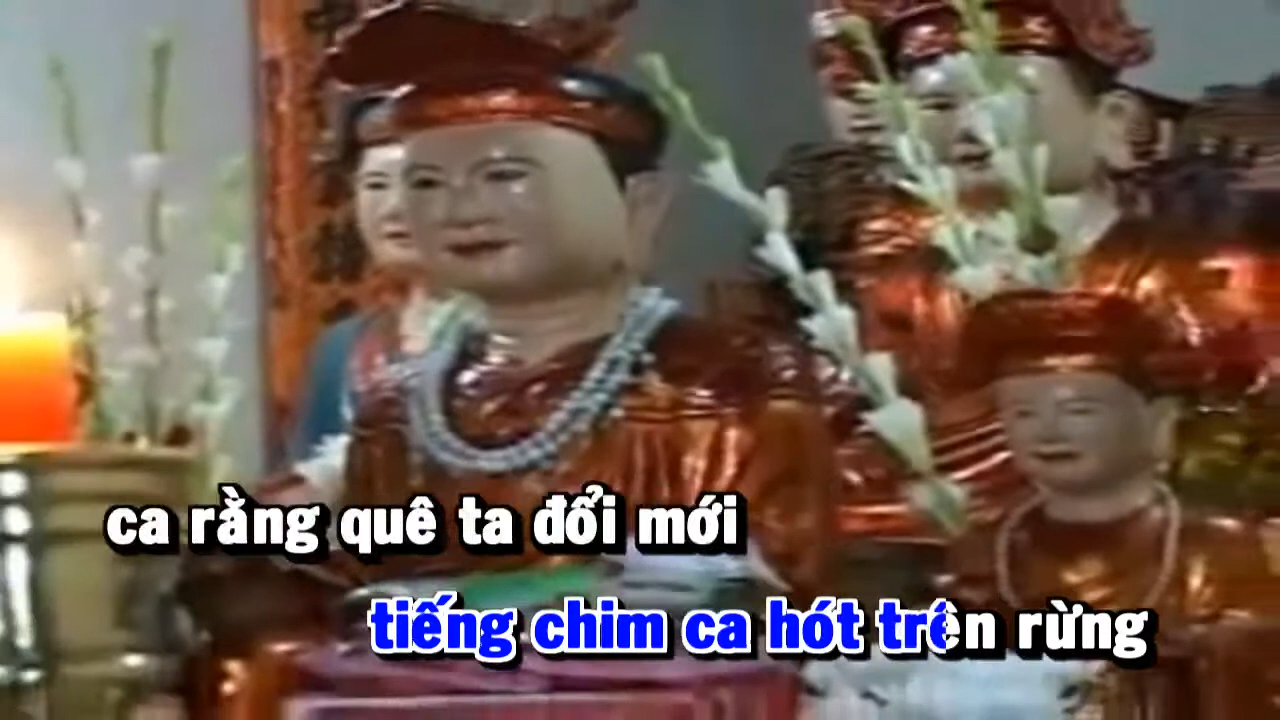 ca rằng quê ta đổi mới
tiếng chim ca hót trên rừng